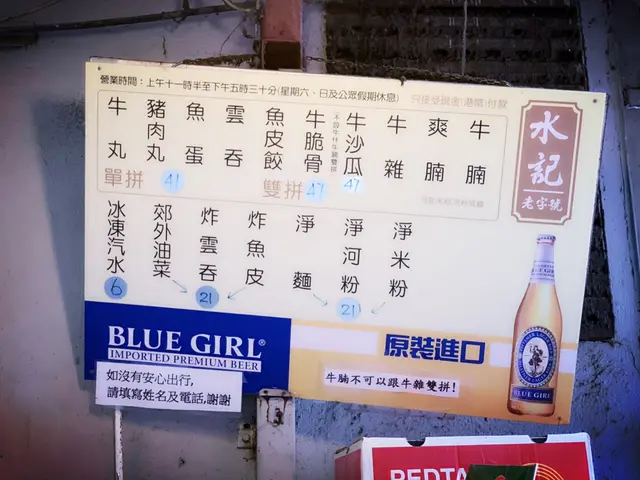 營業時間：上午十一時半至下午五時三十分(星期六、日及公眾假期休息)
只接受現金(港幣)付款
水記
老字號
牛腩
爽腩
牛雜
牛沙瓜
47
牛脆骨
魚皮餃
雲吞
魚蛋
豬肉丸
牛丸
單拼 41
雙拼 47
淨米粉
淨河粉
淨麵
21
炸魚皮
炸雲吞
21
郊外油菜
冰凍汽水
6
BLUE GIRL®
IMPORTED PREMIUM BEER
原裝進口
BLUE GIRL
BLUE GIRL
如沒有安心出行,
請填寫姓名及電話,謝謝
牛腩不可以跟牛雜雙拼!
REDTA